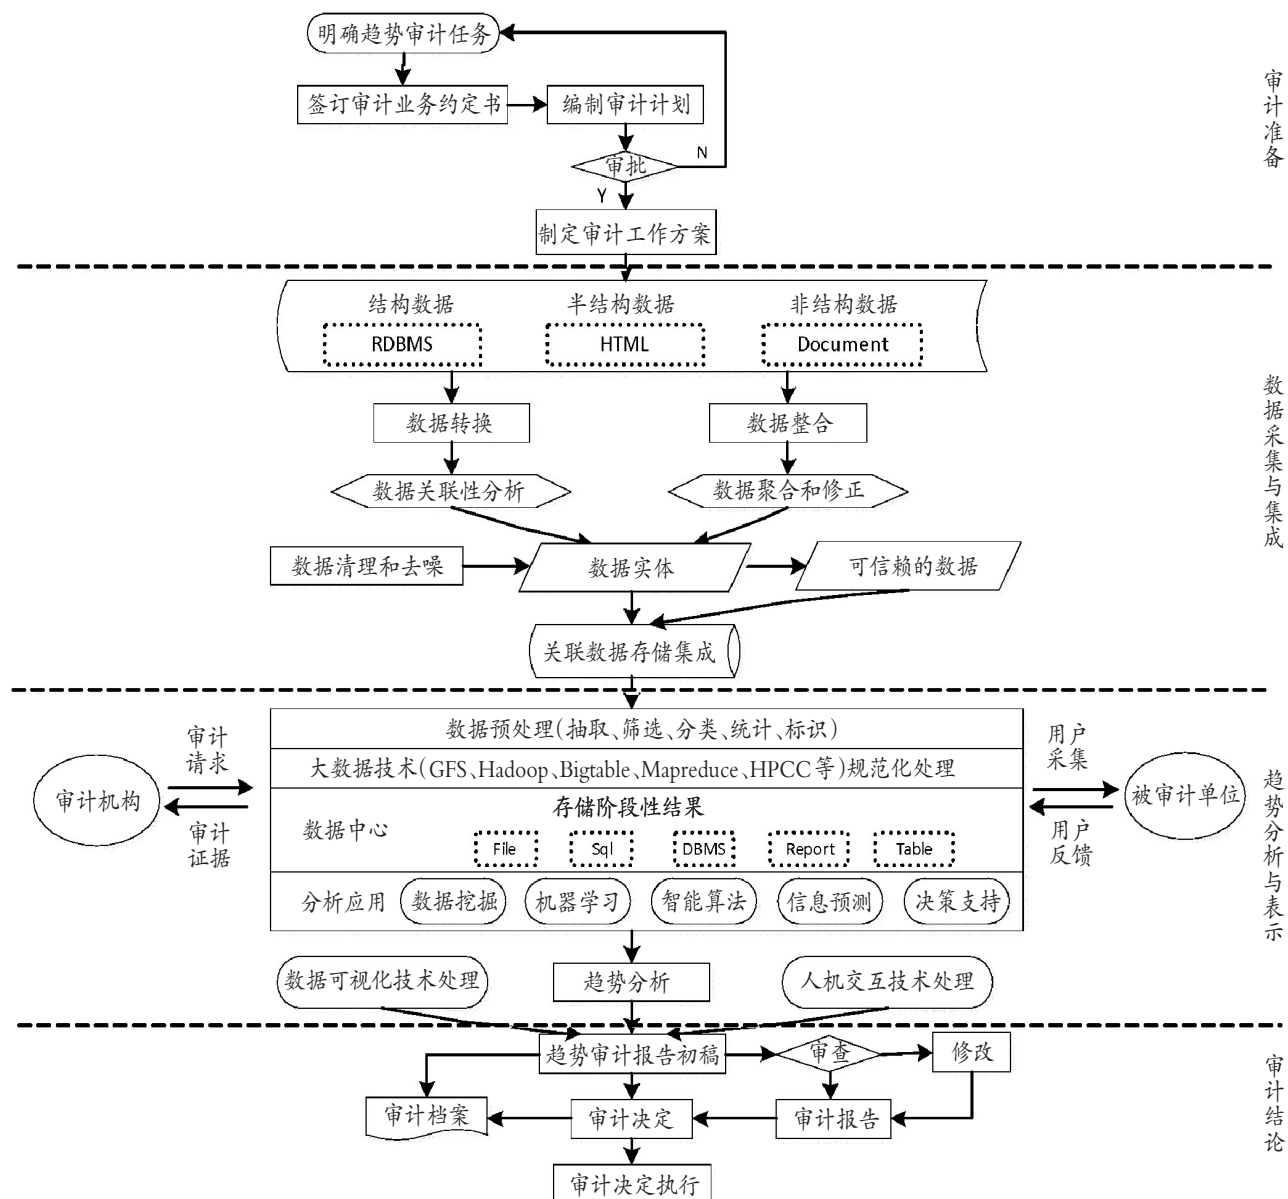 明确趋势审计任务
签订审计业务约定书
编制审计计划
审批
N
Y
制定审计工作方案
审计准备
结构数据
半结构数据
非结构数据
RDBMS
HTML
Document
数据转换
数据整合
数据关联性分析
数据聚合和修正
数据清理和去噪
数据实体
可信赖的数据
关联数据存储集成
数据采集与集成
数据预处理(抽取、筛选、分类、统计、标识)
大数据技术(GFS、Hadoop、Bigtable、Mapreduce、HPCC等)规范化处理
存储阶段性结果
数据中心
File
Sql
DBMS
Report
Table
分析应用
数据挖掘
机器学习
智能算法
信息预测
决策支持
审计机构
审计
请求
审计
证据
用户
采集
用户
反馈
被审计单位
数据可视化技术处理
趋势分析
人机交互技术处理
趋势分析与表示
趋势审计报告初稿
审查
修改
审计档案
审计决定
审计报告
审计决定执行
审计结论